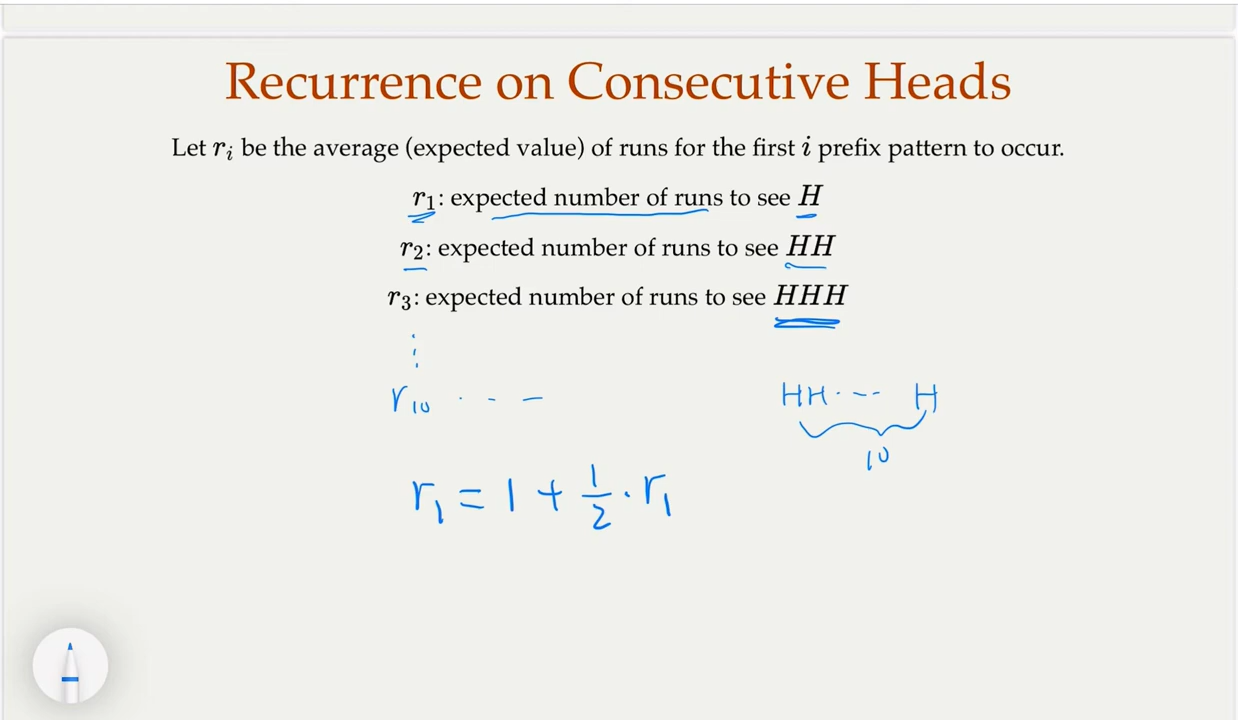 Recurrence on Consecutive Heads
Let r_i be the average (expected value) of runs for the first i prefix pattern to occur.
r_1: expected number of runs to see H
r_2: expected number of runs to see HH
r_3: expected number of runs to see HHH
⋮
r_10 . - - HH . - - H
10
r_1 = 1 + 1/2 · r_1